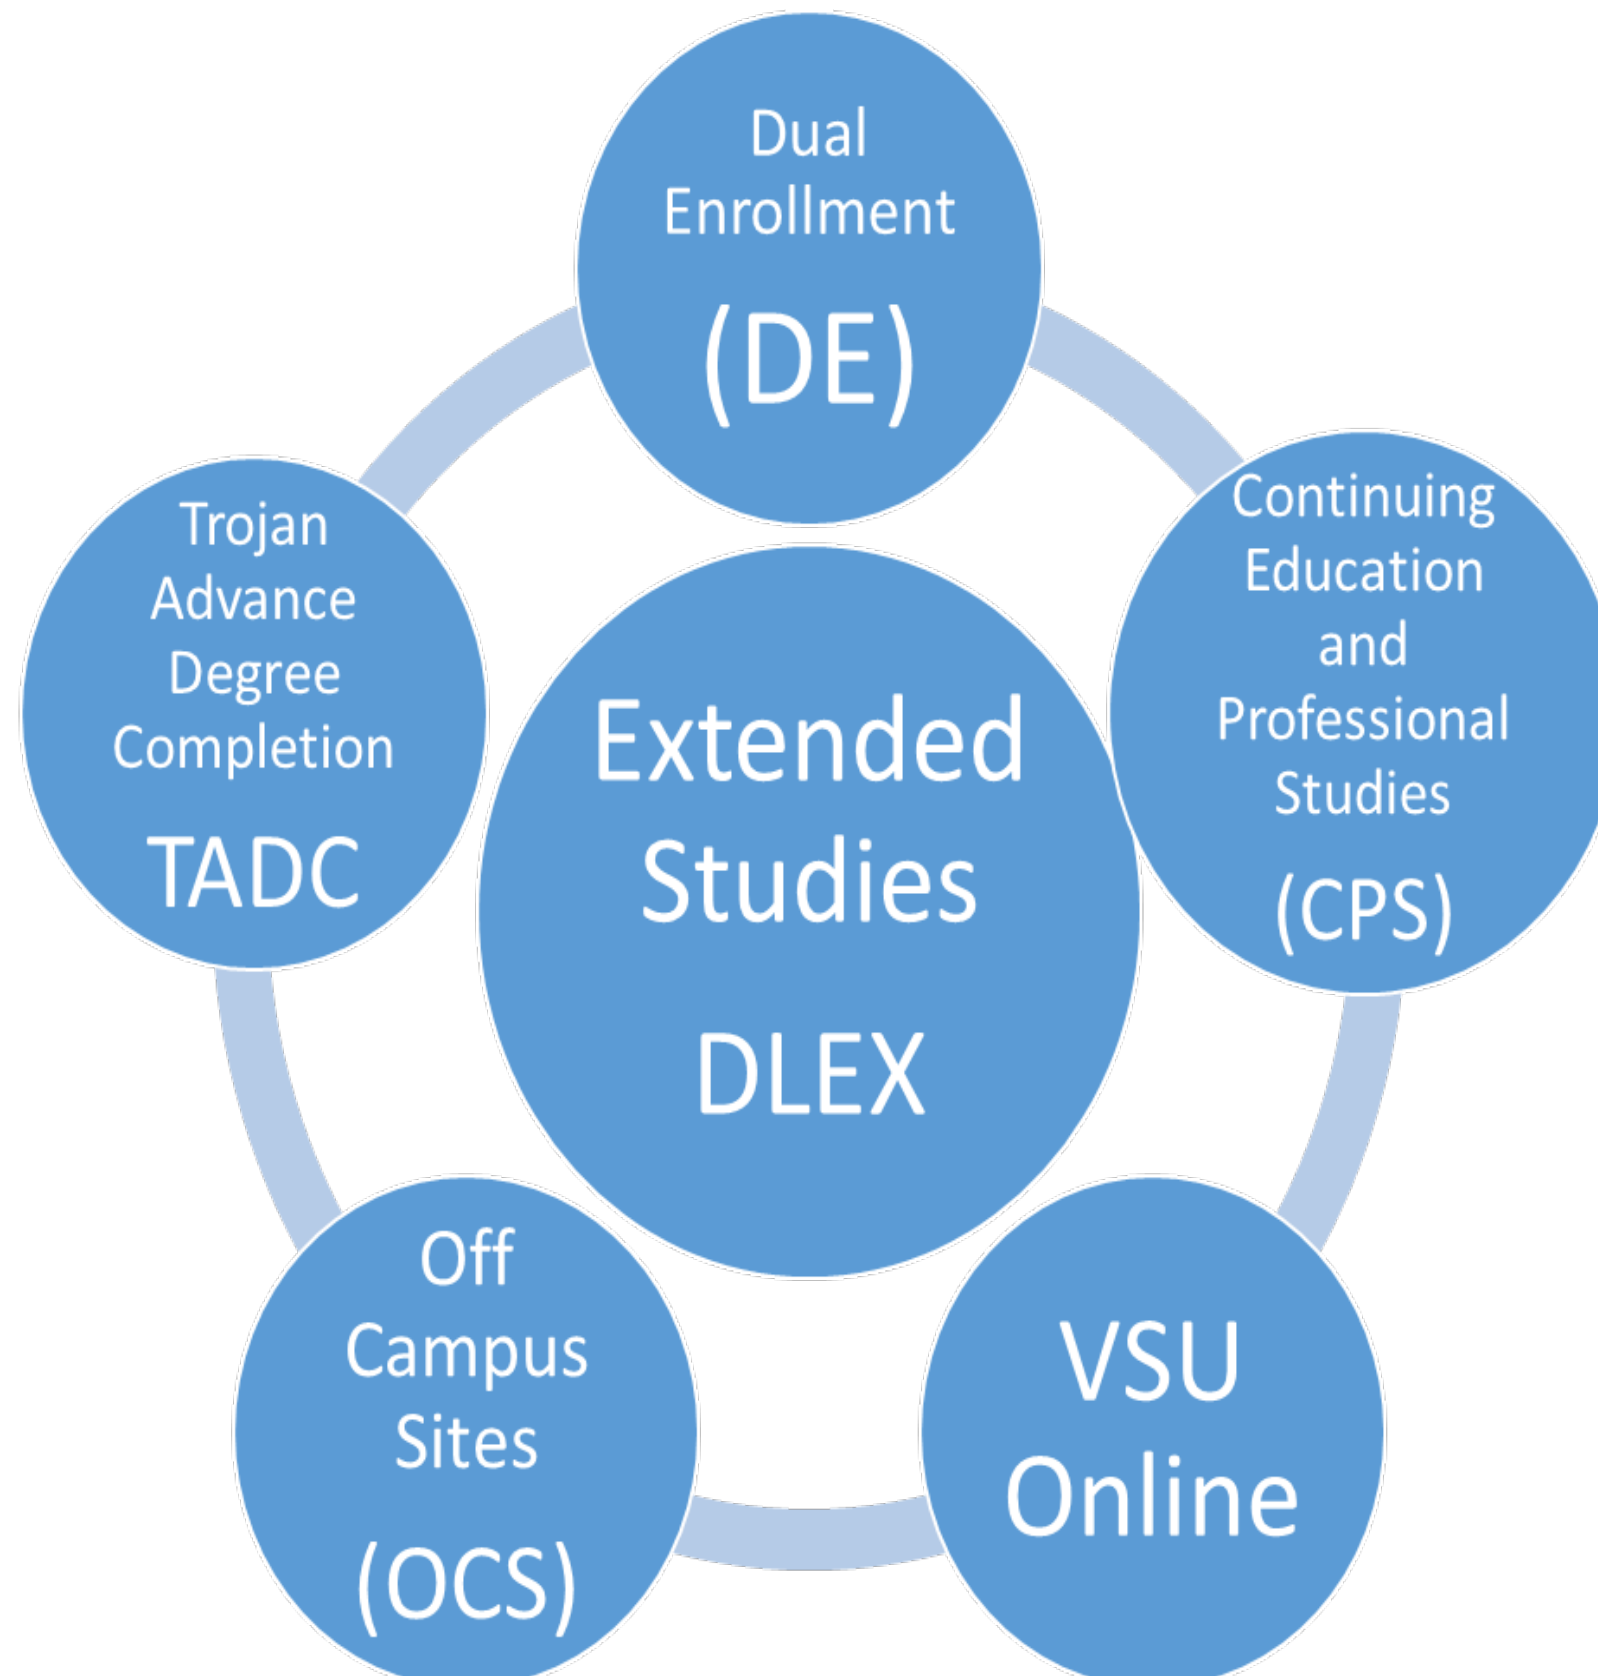 Dual
Enrollment
(DE)
Continuing
Education
and
Professional
Studies
(CPS)
VSU
Online
Off
Campus
Sites
(OCS)
Trojan
Advance
Degree
Completion
TADC
Extended
Studies
DLEX